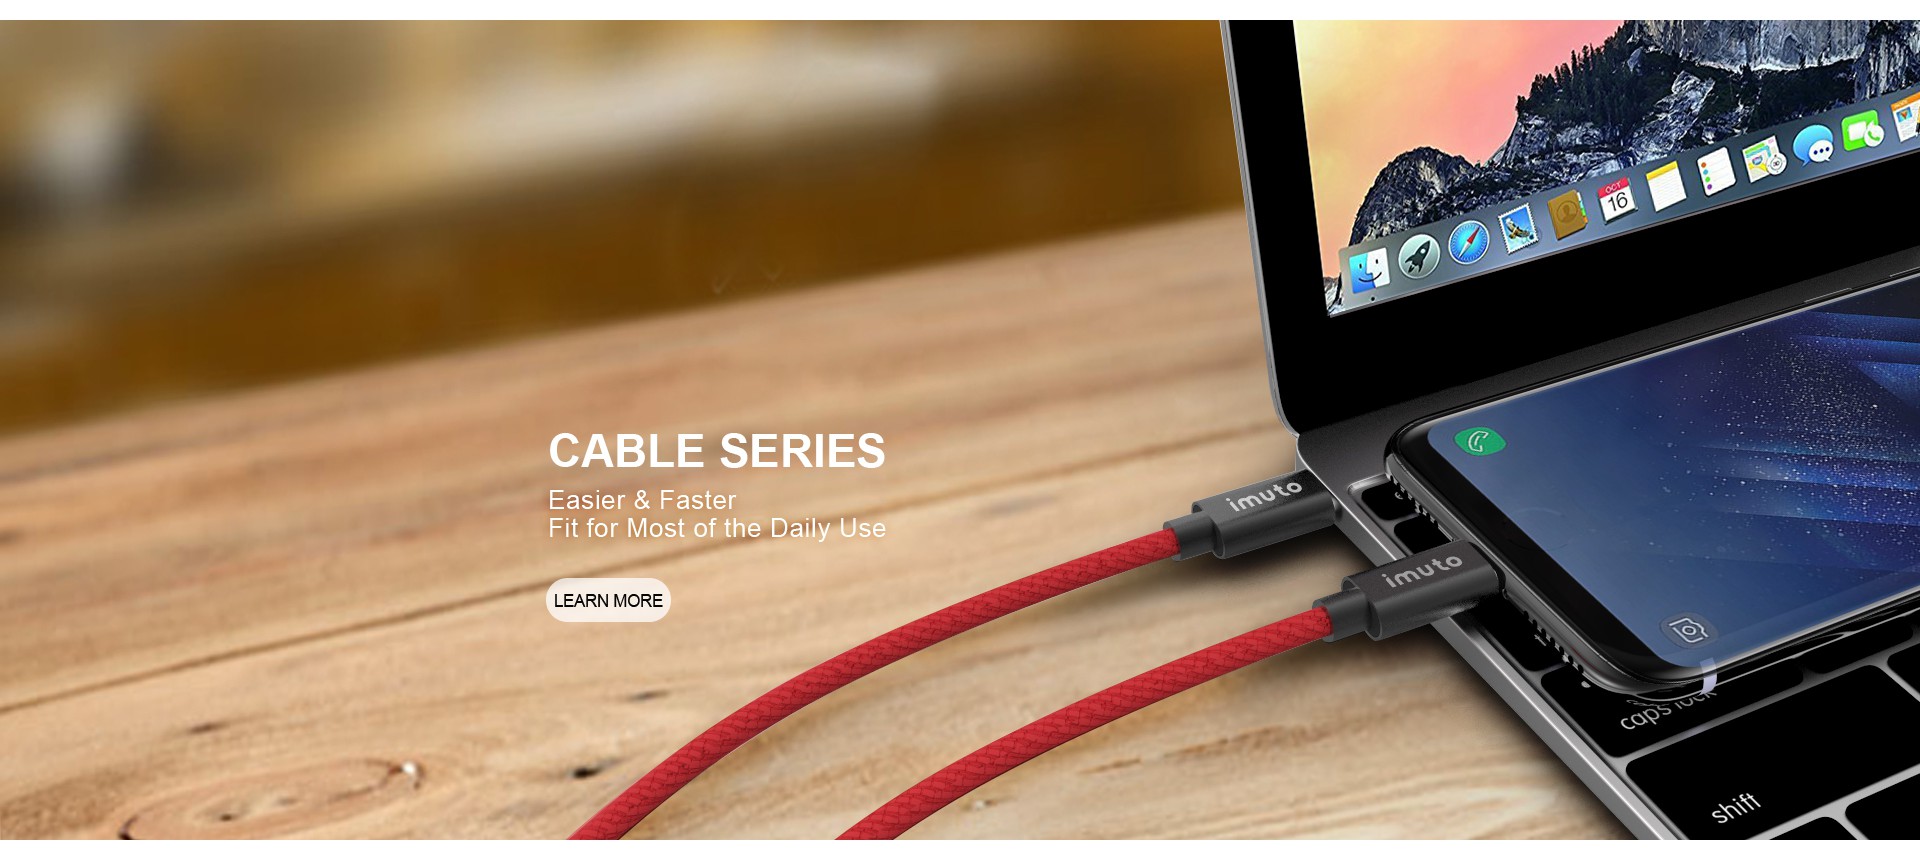 CABLE SERIES
Easier & Faster
Fit for Most of the Daily Use
LEARN MORE
imuto
imuto
OCT
16
caps lock
shift